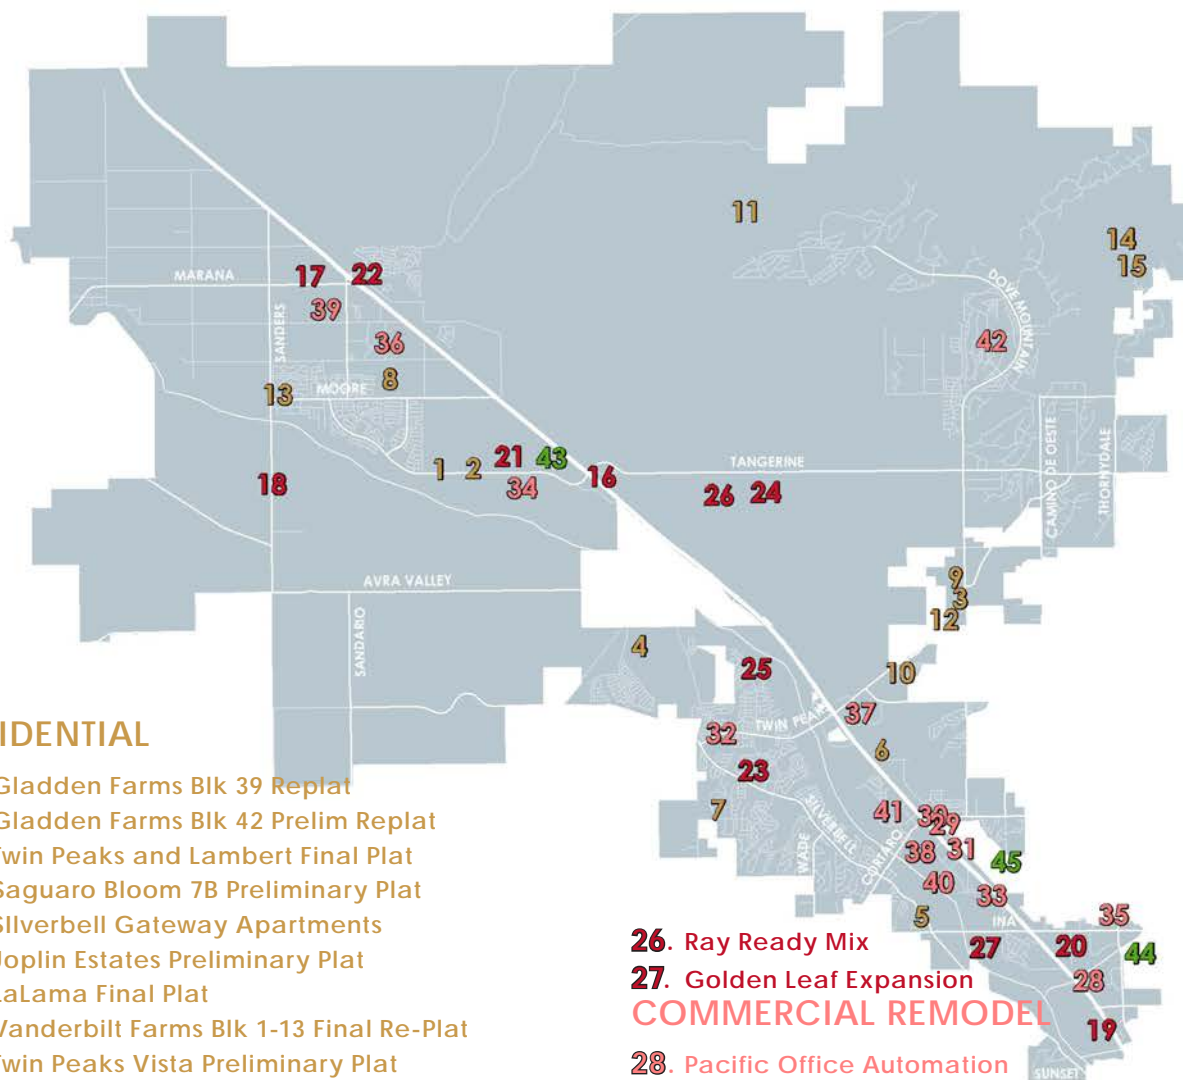 11
14
15
MARANA
17
22
39
SANDERS
DOVE MOUNTAIN
36
42
8
13
MOORE
CAMINO DE OESTE
THORNYDALE
21
43
1
2
34
16
TANGERINE
18
26
24
AVRA VALLEY
9
3
12
SANDARIO
4
25
10
TWIN PEAK
37
32
6
23
7
SILVERBELL
WADE
CORTARO
41
30
29
38
31
45
40
33
5
INA
35
27
20
44
28
19
SUNSET
IDENTIAL
Gladden Farms Blk 39 Replat
Gladden Farms Blk 42 Prelim Replat
Twin Peaks and Lambert Final Plat
Saguaro Bloom 7B Preliminary Plat
SIlverbell Gateway Apartments
Joplin Estates Preliminary Plat
LaLama Final Plat
Vanderbilt Farms Blk 1-13 Final Re-Plat
Twin Peaks Vista Preliminary Plat
26. Ray Ready Mix
27. Golden Leaf Expansion
COMMERCIAL REMODEL
28. Pacific Office Automation